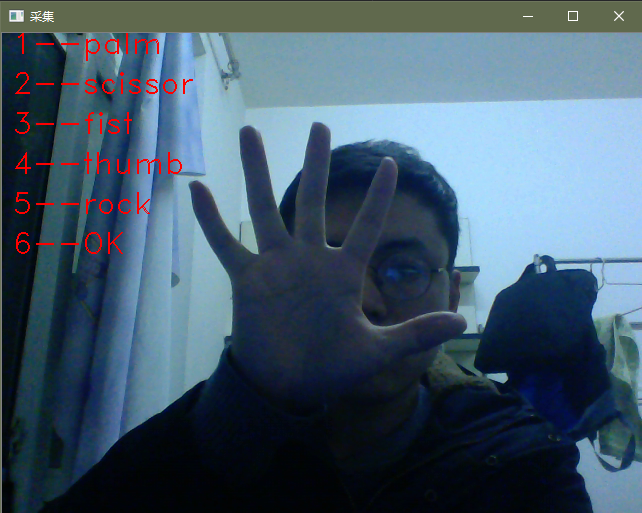 采集
1--palm
2--scissor
3--fist
4--thumb
5--rock
6--OK